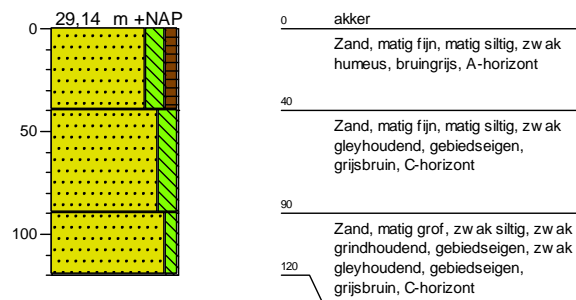 29,14 m +NAP
0
50
100
0 akker
Zand, matig fijn, matig siltig, zwak
humeus, bruingrijs, A-horizont
40
Zand, matig fijn, matig siltig, zwak
gleyhoudend, gebiedseigen,
grijsbruin, C-horizont
90
Zand, matig grof, zwak siltig, zwak
grindhoudend, gebiedseigen, zwak
gleyhoudend, gebiedseigen,
grijsbruin, C-horizont
120